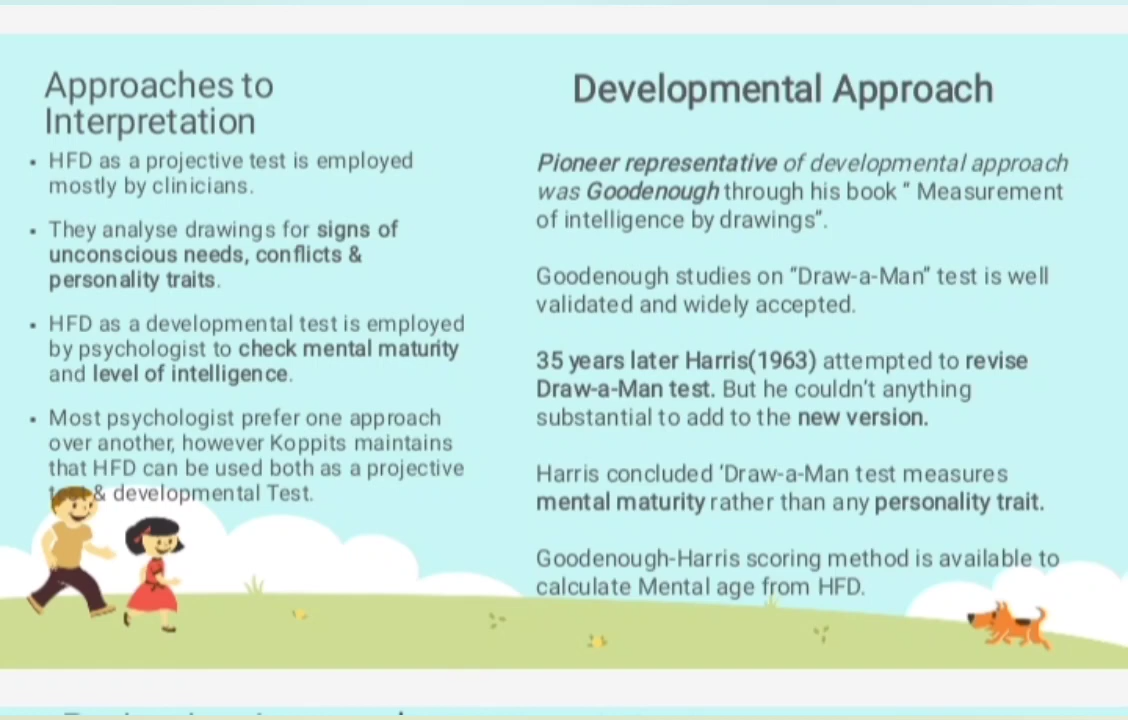 Approaches to
Interpretation
• HFD as a projective test is employed
mostly by clinicians.
• They analyse drawings for signs of
unconscious needs, conflicts &
personality traits.
• HFD as a developmental test is employed
by psychologist to check mental maturity
and level of intelligence.
• Most psychologist prefer one approach
over another, however Koppits maintains
that HFD can be used both as a projective
test & developmental Test.
Developmental Approach
Pioneer representative of developmental approach
was Goodenough through his book “ Measurement
of intelligence by drawings”.
Goodenough studies on “Draw-a-Man” test is well
validated and widely accepted.
35 years later Harris(1963) attempted to revise
Draw-a-Man test. But he couldn’t anything
substantial to add to the new version.
Harris concluded ‘Draw-a-Man test measures
mental maturity rather than any personality trait.
Goodenough-Harris scoring method is available to
calculate Mental age from HFD.